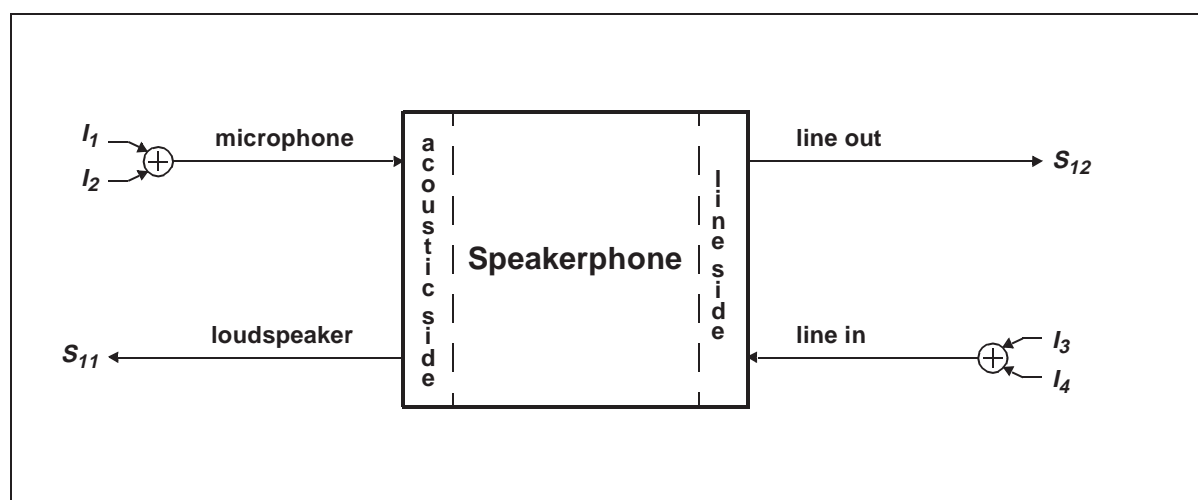 I1
I2
microphone
acoustic side
Speakerphone
line side
line out
S12
S11
loudspeaker
line in
I3
I4